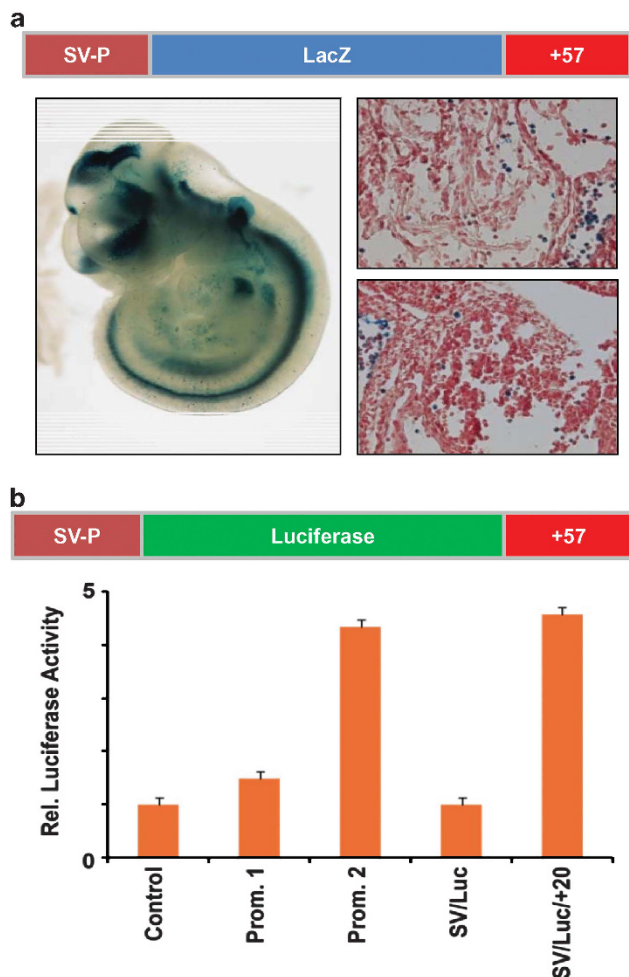 a
SV-P LacZ +57
b
SV-P Luciferase +57
5
Rel. Luciferase Activity
0
Control
Prom. 1
Prom. 2
SV/Luc
SV/Luc/+20